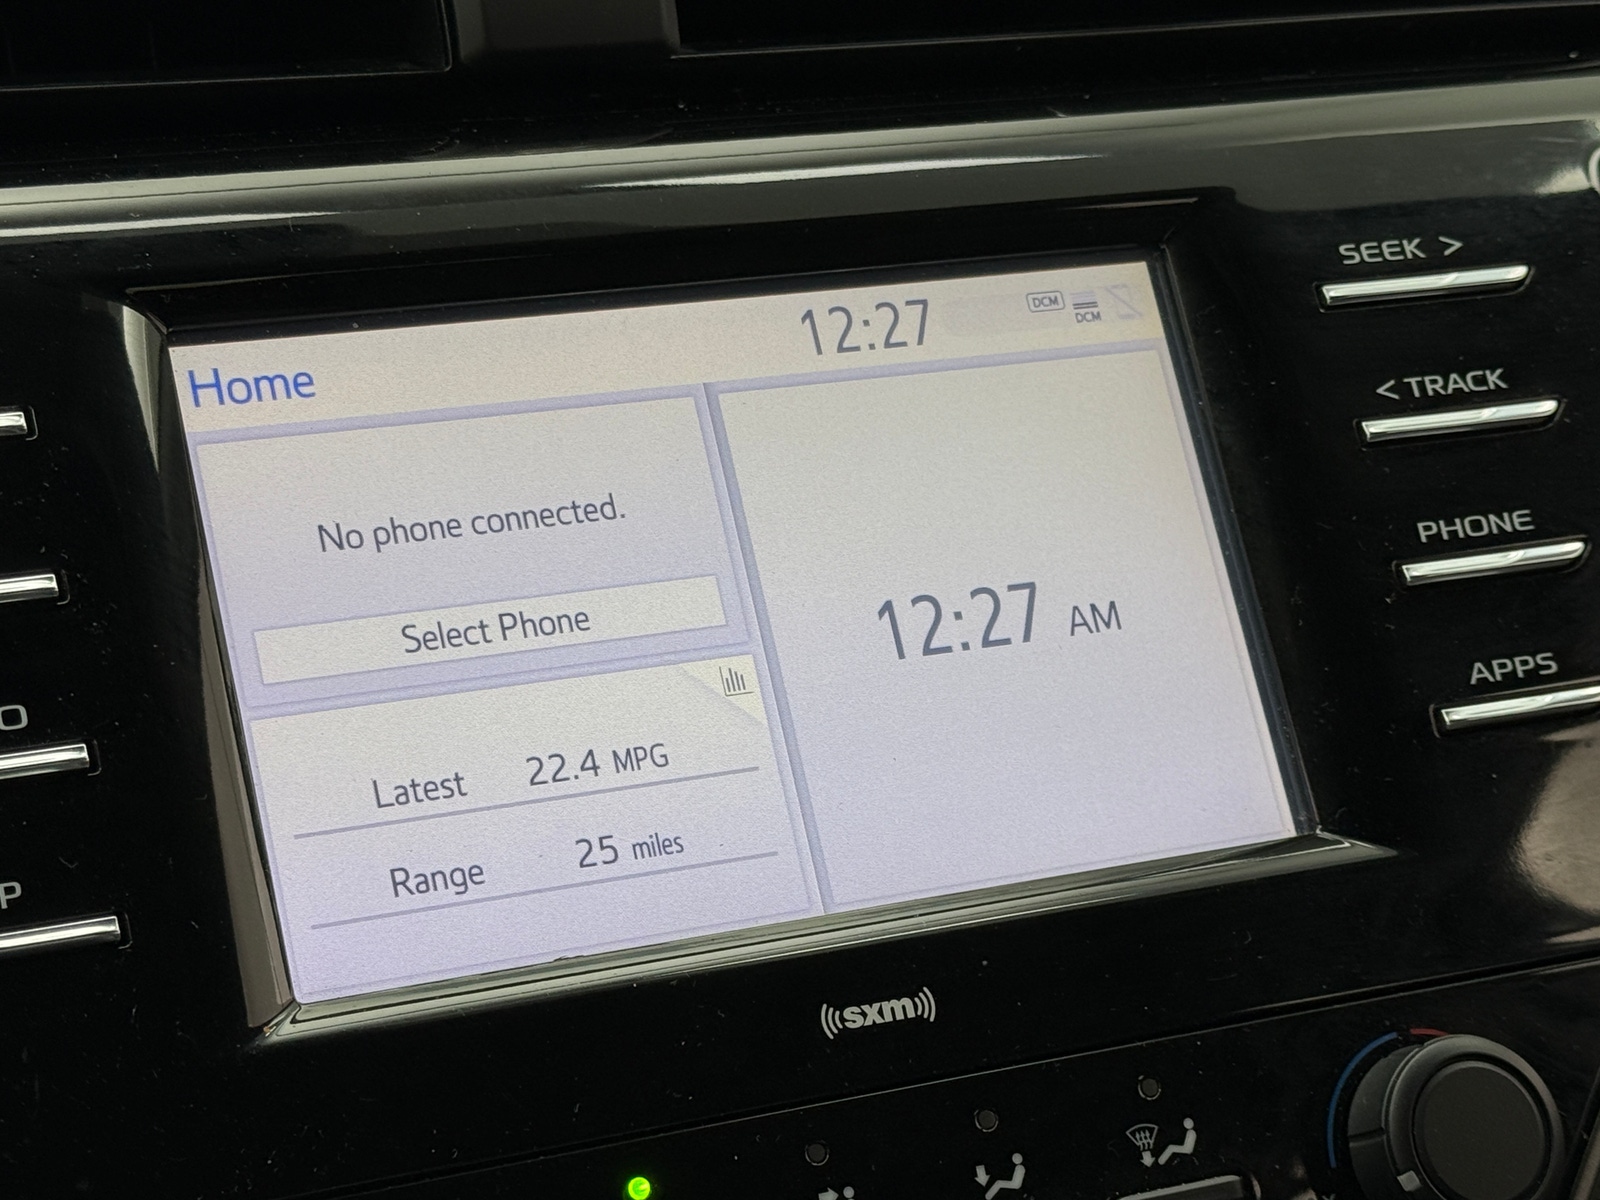 SEEK >
12:27
DCM
DCM
Home
< TRACK
No phone connected.
PHONE
Select Phone
12:27 AM
APPS
Latest 22.4 MPG
Range 25 miles
sxm